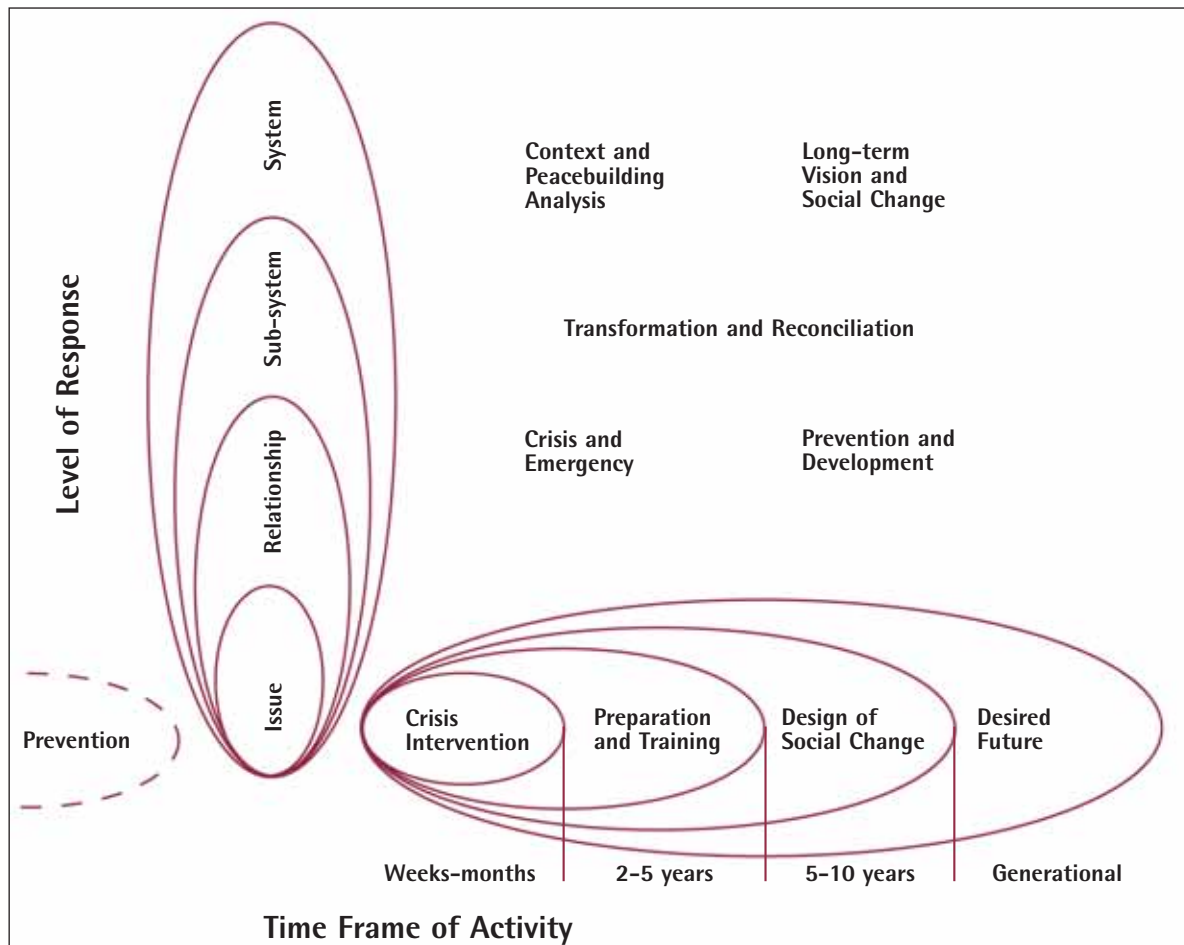 Level of Response
System
Sub-system
Relationship
Issue
Context and
Peacebuilding
Analysis
Long-term
Vision and
Social Change
Transformation and Reconciliation
Crisis and
Emergency
Prevention and
Development
Prevention
Crisis
Intervention
Preparation
and Training
Design of
Social Change
Desired
Future
Weeks-months
2-5 years
5-10 years
Generational
Time Frame of Activity